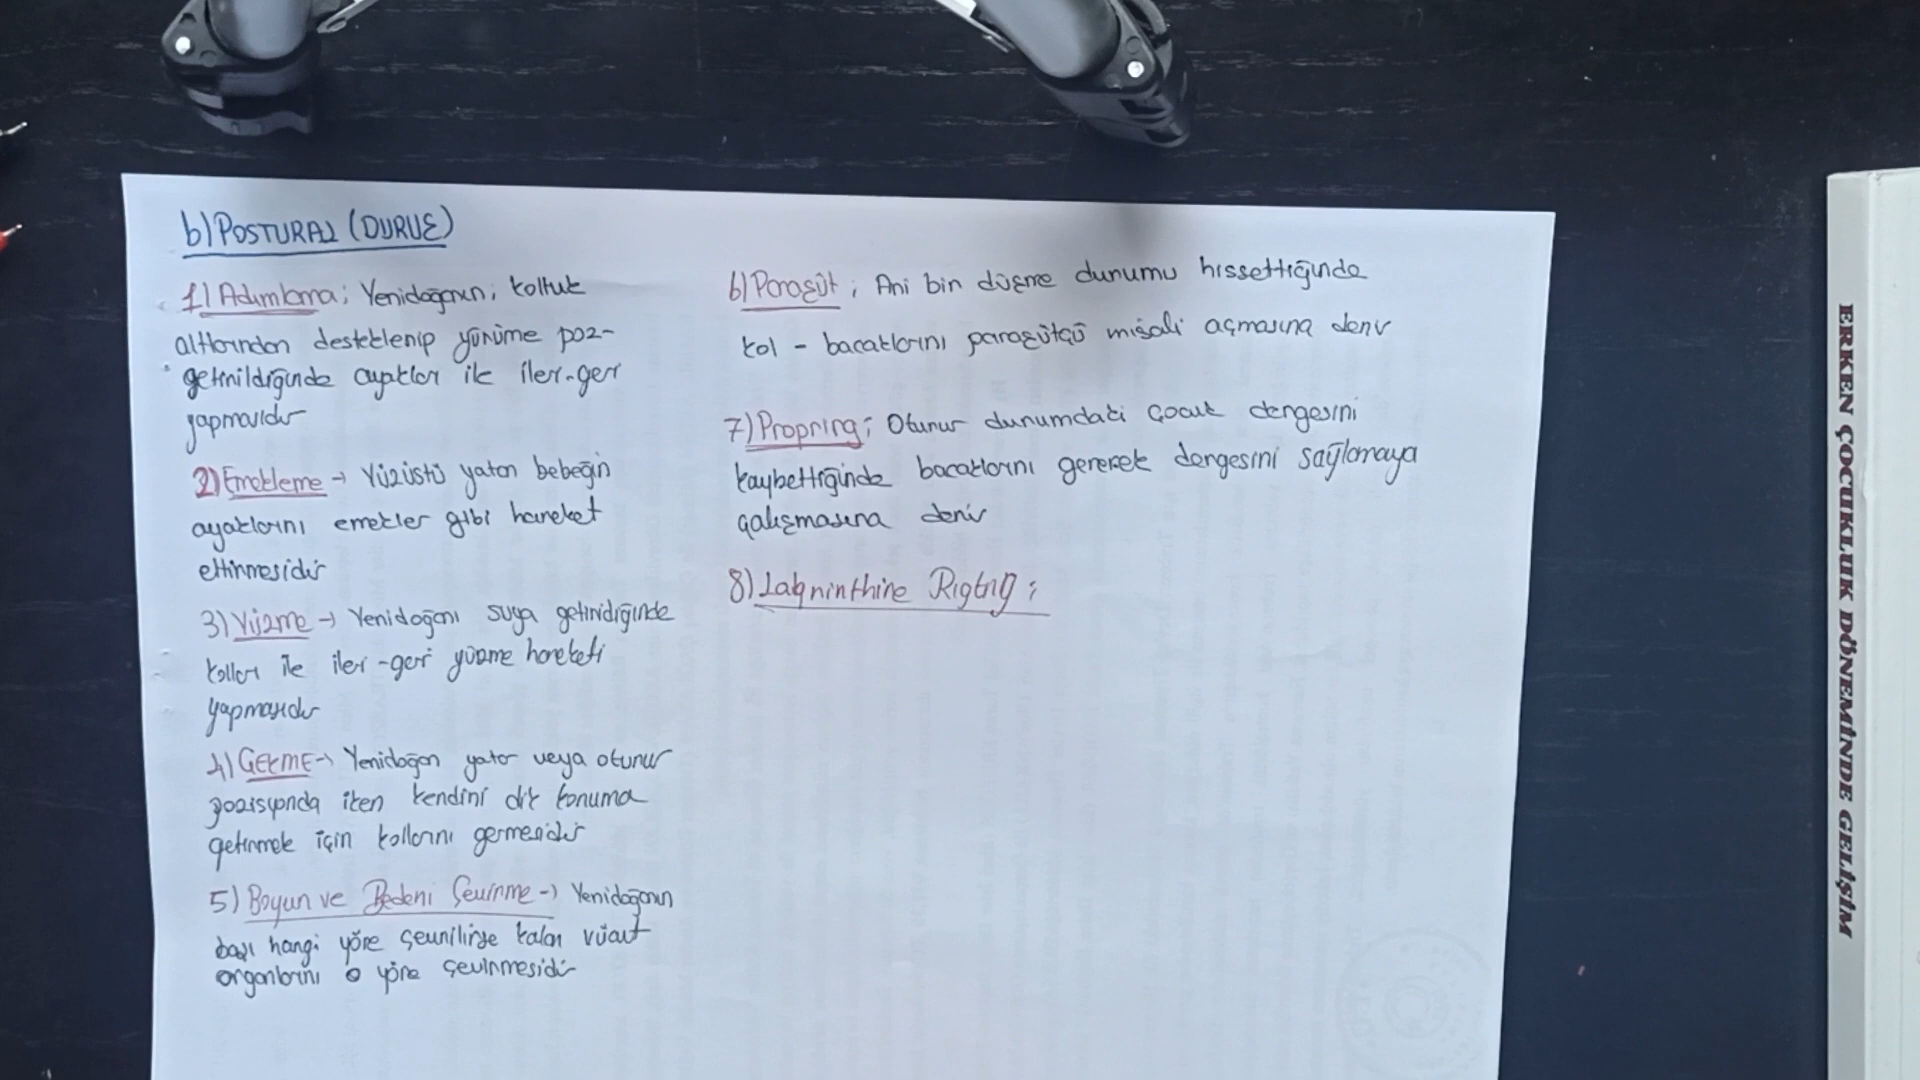 b) POSTURAL (DURUŞ)
1) Adımlama; Yenidoğanın; koltuk
altlarından desteklenip yürüme poz-
getirildiğinde ayaklar ile ileri-geri
yapmasıdır
2) Emekleme → Yüzüstü yatan bebeğin
ayaklarını emekler gibi hareket
ettirmesidir
3) Yüzme → Yenidoğanı suya getirildiğinde
kolları ile ileri-geri yüzme hareketi
yapmasıdır
4) GERME → Yenidoğan yatar veya oturur
pozisyonda iken kendini dik konuma
getirmek için kollarını germesidir
5) Boyun ve Bedeni Çevirme → Yenidoğanın
başı hangi yöne çevrilirse kalan vücut
organlarını o yöne çevirmesidir
6) Paraşüt; Ani bir düşme durumu hissettiğinde
kol - bacaklarını paraşütçü misali açmasına denir
7) Propring; Oturur durumdaki çocuk dengesini
kaybettiğinde bacaklarını gererek dengesini sağlamaya
çalışmasına denir
8) Labrinthine Rigting;
ERKEN ÇOCUKLUK DÖNEMİNDE GELİŞİM